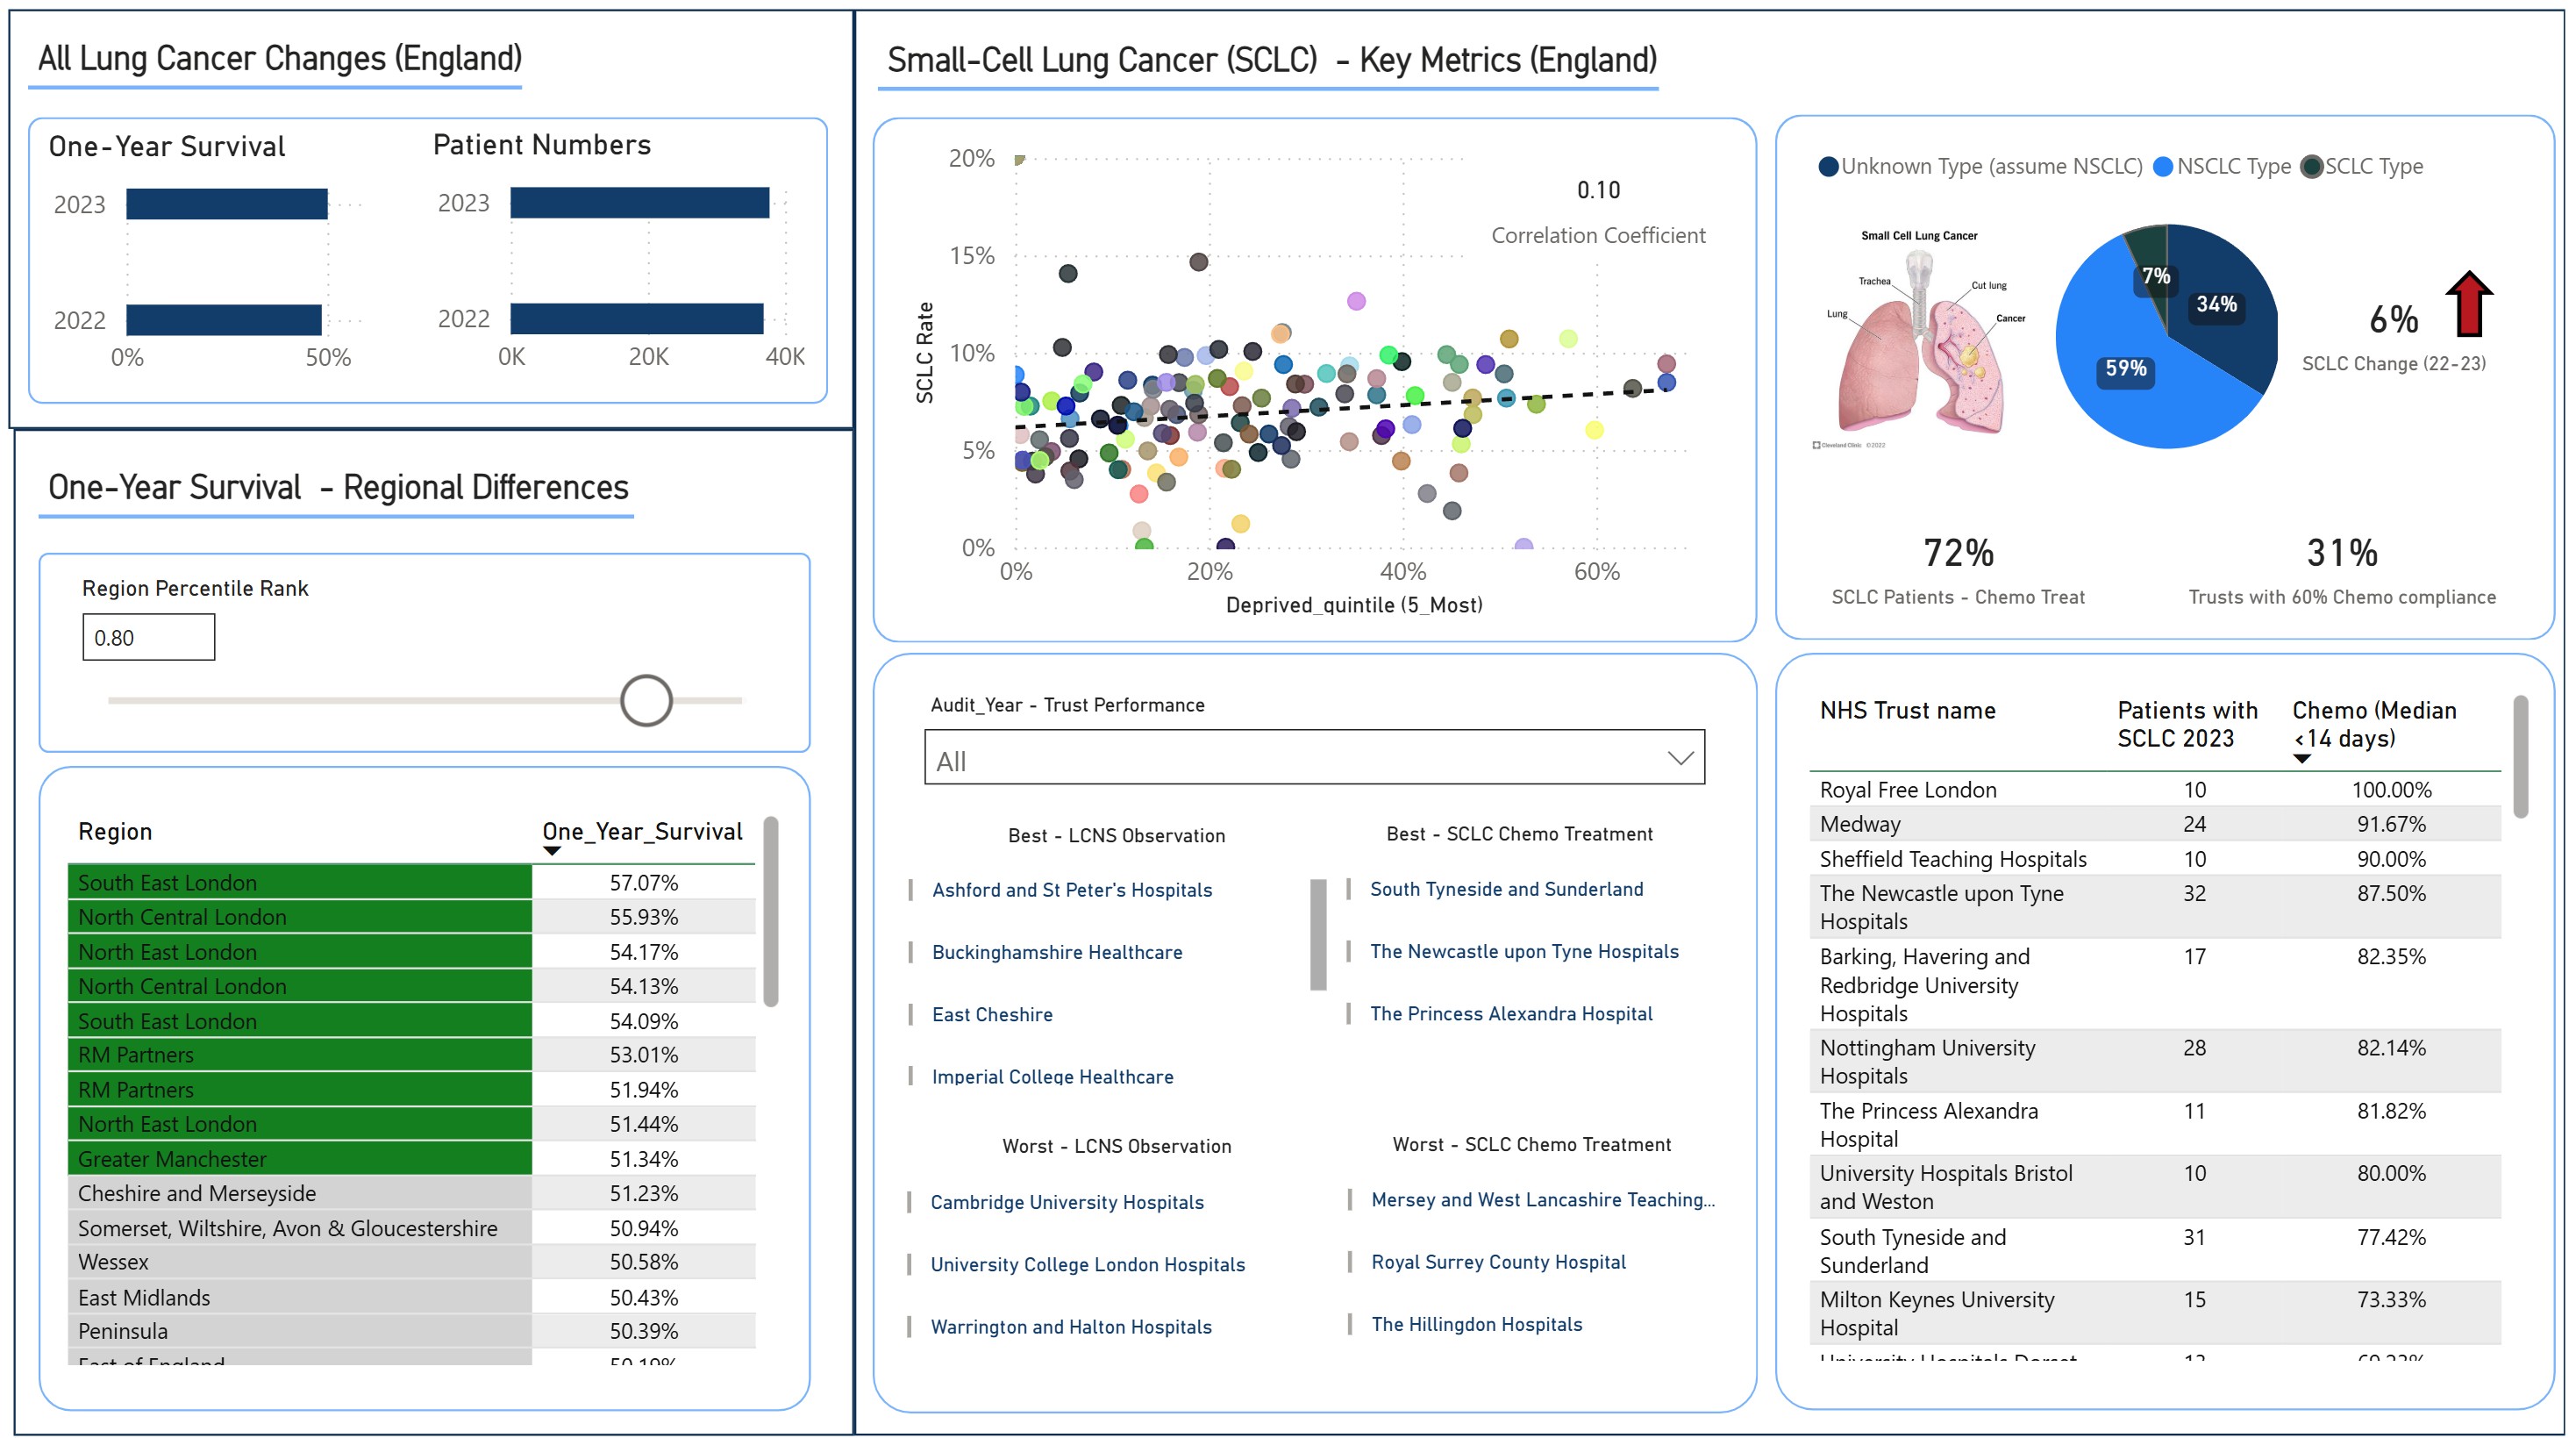 All Lung Cancer Changes (England)
One-Year Survival
2023
2022
0%
50%
Patient Numbers
2023
2022
0K
20K
40K
One-Year Survival - Regional Differences
Region Percentile Rank
0.80
Region One_Year_Survival
South East London 57.07%
North Central London 55.93%
North East London 54.17%
North Central London 54.13%
South East London 54.09%
RM Partners 53.01%
RM Partners 51.94%
North East London 51.44%
Greater Manchester 51.34%
Cheshire and Merseyside 51.23%
Somerset, Wiltshire, Avon & Gloucestershire 50.94%
Wessex 50.58%
East Midlands 50.43%
Peninsula 50.39%
East of England 50.19%
Small-Cell Lung Cancer (SCLC) - Key Metrics (England)
20%
15%
10%
5%
0%
SCLC Rate
0%
20%
40%
60%
Deprived_quintile (5_Most)
0.10
Correlation Coefficient
Unknown Type (assume NSCLC) NSCLC Type SCLC Type
Small Cell Lung Cancer
Trachea
Cut lung
Lung
Cancer
Cleveland Clinic ©2022
7%
34%
59%
6%
SCLC Change (22-23)
72%
SCLC Patients - Chemo Treat
31%
Trusts with 60% Chemo compliance
Audit_Year - Trust Performance
All
Best - LCNS Observation
Ashford and St Peter's Hospitals
Buckinghamshire Healthcare
East Cheshire
Imperial College Healthcare
Best - SCLC Chemo Treatment
South Tyneside and Sunderland
The Newcastle upon Tyne Hospitals
The Princess Alexandra Hospital
Worst - LCNS Observation
Cambridge University Hospitals
University College London Hospitals
Warrington and Halton Hospitals
Worst - SCLC Chemo Treatment
Mersey and West Lancashire Teaching...
Royal Surrey County Hospital
The Hillingdon Hospitals
NHS Trust name Patients with Chemo (Median
SCLC 2023 <14 days)
Royal Free London 10 100.00%
Medway 24 91.67%
Sheffield Teaching Hospitals 10 90.00%
The Newcastle upon Tyne 32 87.50%
Hospitals
Barking, Havering and 17 82.35%
Redbridge University
Hospitals
Nottingham University 28 82.14%
Hospitals
The Princess Alexandra 11 81.82%
Hospital
University Hospitals Bristol 10 80.00%
and Weston
South Tyneside and 31 77.42%
Sunderland
Milton Keynes University 15 73.33%
Hospital
University Hospitals Dorset 13 69.23%